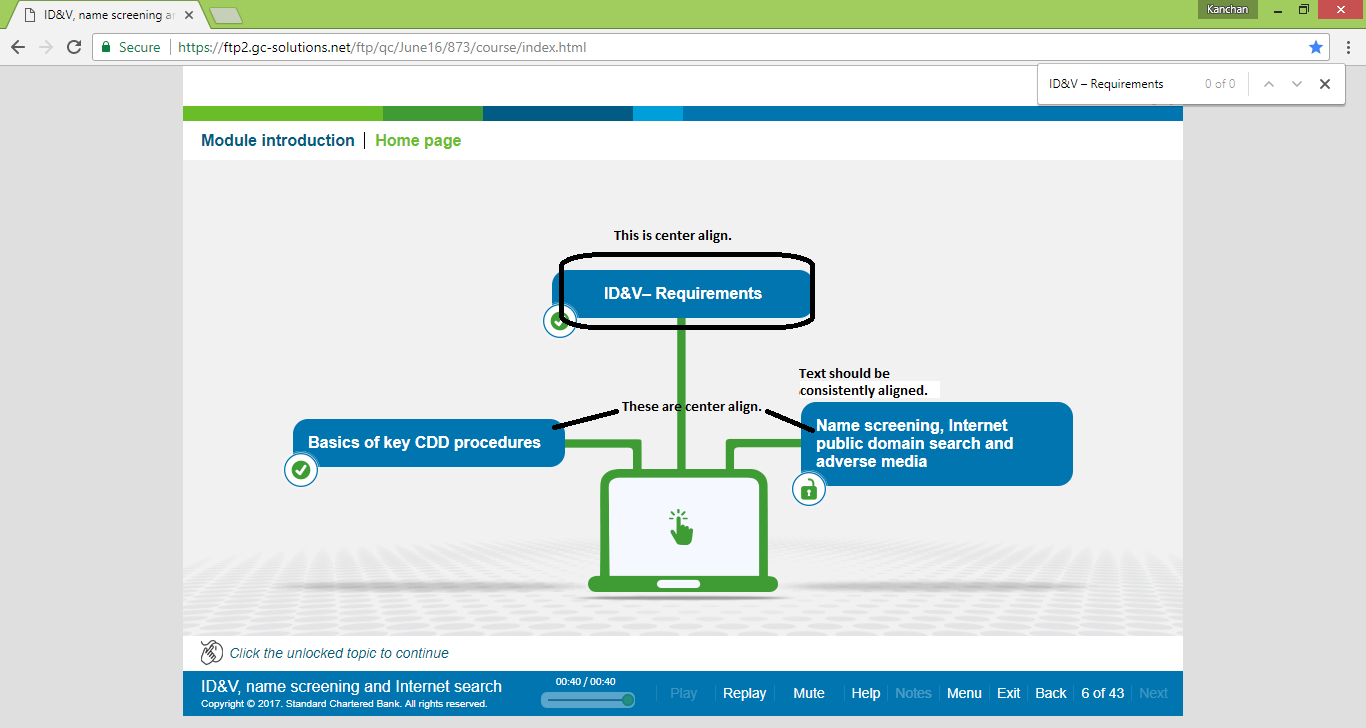 ID&V, name screening an
Kanchan
Secure
https://ftp2.gc-solutions.net/ftp/qc/June16/873/course/index.html
ID&V – Requirements 0 of 0
Module introduction | Home page
This is center align.
ID&V– Requirements
Text should be
consistently aligned.
These are center align.
Basics of key CDD procedures
Name screening, Internet
public domain search and
adverse media
Click the unlocked topic to continue
ID&V, name screening and Internet search
Copyright © 2017. Standard Chartered Bank. All rights reserved.
00:40 / 00:40
Play Replay Mute Help Notes Menu Exit Back 6 of 43 Next